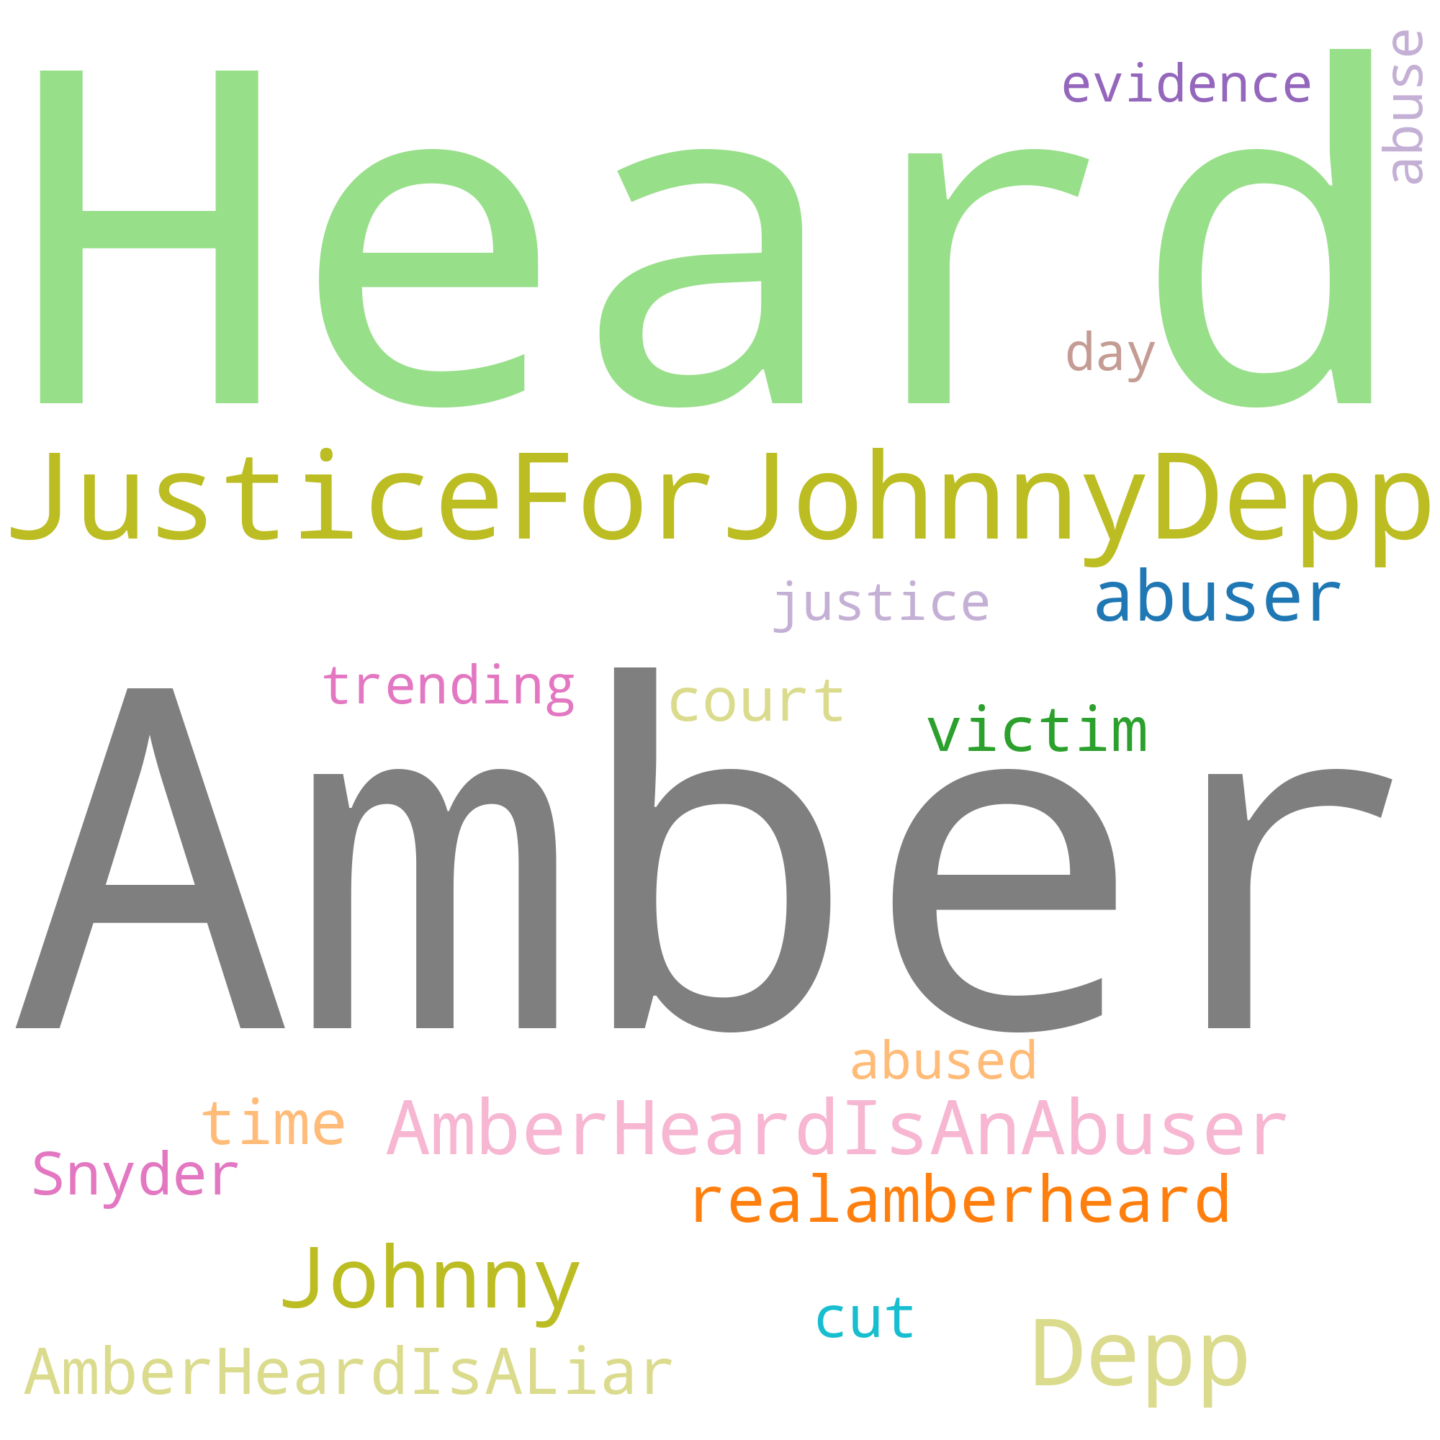 evidence
abuse
Heard
day
JusticeForJohnnyDepp
justice
abuser
trending
court
victim
Amber
abused
time
AmberHeardIsAnAbuser
Snyder
realamberheard
Johnny
cut
Depp
AmberHeardIsALiar